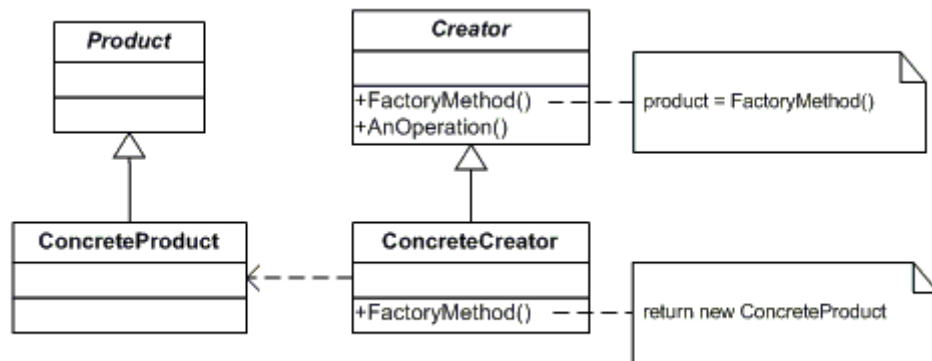 Product
Creator
+FactoryMethod()
+AnOperation()
product = FactoryMethod()
ConcreteProduct
ConcreteCreator
+FactoryMethod()
return new ConcreteProduct